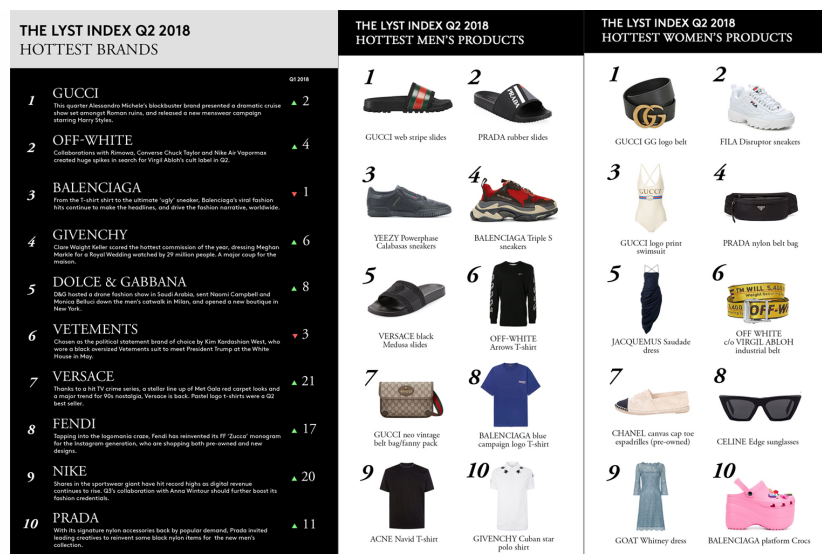 THE LYST INDEX Q2 2018
HOTTEST BRANDS
Q1 2018
1 GUCCI
This quarter Alessandro Michele's blockbuster brand presented a dramatic cruise
show set amongst Roman ruins, and released a new menswear campaign
starring Harry Styles.
▲ 2
2 OFF-WHITE
Collaborations with Rimowa, Converse Chuck Taylor and Nike Air Vapormax
created huge spikes in search for Virgil Abloh's cult label in Q2.
▲ 4
3 BALENCIAGA
From the T-shirt shirt to the ultimate 'ugly' sneaker, Balenciaga's viral fashion
hits continue to make the headlines, and drive the fashion narrative, worldwide.
▼ 1
4 GIVENCHY
Clare Waight Keller scored the hottest commission of the year, dressing Meghan
Markle for a Royal Wedding watched by 29 million people. A major coup for the
maison.
▲ 6
5 DOLCE & GABBANA
D&G hosted a drone fashion show in Saudi Arabia, sent Naomi Campbell and
Monica Bellucci down the men's catwalk in Milan, and opened a new boutique in
New York.
▲ 8
6 VETEMENTS
Chosen as the political statement brand of choice by Kim Kardashian West, who
wore a black oversized Vetements suit to meet President Trump at the White
House in May.
▼ 3
7 VERSACE
Thanks to a hit TV crime series, a stellar line up of Met Gala red carpet looks and
a major trend for 90s nostalgia, Versace is back. Pastel logo t-shirts were a Q2
best seller.
▲ 21
8 FENDI
Tapping into the logomania craze, Fendi has reinvented its FF 'Zucca' monogram
for the Instagram generation, who are shopping both pre-owned and new
designs.
▲ 17
9 NIKE
Shares in the sportswear giant have hit record highs as digital revenue
continues to rise. Q3's collaboration with Anna Wintour should further boost its
fashion credentials.
▲ 20
10 PRADA
With its signature nylon accessories back by popular demand, Prada invited
leading creatives to reinvent some black nylon items for the new men's
collection.
▲ 11
THE LYST INDEX Q2 2018
HOTTEST MEN'S PRODUCTS
1
GUCCI web stripe slides
2
PRADA
PRADA rubber slides
3
YEEZY Powerphase
Calabasas sneakers
4
BALENCIAGA Triple S
sneakers
5
VERSACE black
Medusa slides
6
OFF-WHITE
Arrows T-shirt
7
GUCCI neo vintage
belt bag/fanny pack
8
BALENCIAGA blue
campaign logo T-shirt
9
ACNE Navid T-shirt
10
GIVENCHY Cuban star
polo shirt
THE LYST INDEX Q2 2018
HOTTEST WOMEN'S PRODUCTS
1
GUCCI GG logo belt
2
FILA Disruptor sneakers
3
GUCCI
GUCCI logo print
swimsuit
4
PRADA nylon belt bag
5
JACQUEMUS Saudade
dress
6
TM WILL 5,400
OFF-W
OFF WHITE
c/o VIRGIL ABLOH
industrial belt
7
CHANEL canvas cap toe
espadrilles (pre-owned)
8
CELINE Edge sunglasses
9
GOAT Whitney dress
10
BALENCIAGA platform Crocs